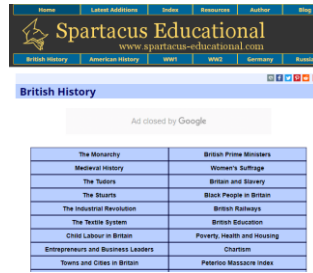 Home Latest Additions Index Resources Author Blog
Spartacus Educational
www.spartacus-educational.com
British History American History WW1 WW2 Germany Russia
British History
Ad closed by Google
The Monarchy British Prime Ministers
Medieval History Women's Suffrage
The Tudors Britain and Slavery
The Stuarts Black People in Britain
The Industrial Revolution British Railways
The Textile System British Education
Child Labour in Britain Poverty, Health and Housing
Entrepreneurs and Business Leaders Chartism
Towns and Cities in Britain Peterloo Massacre Index